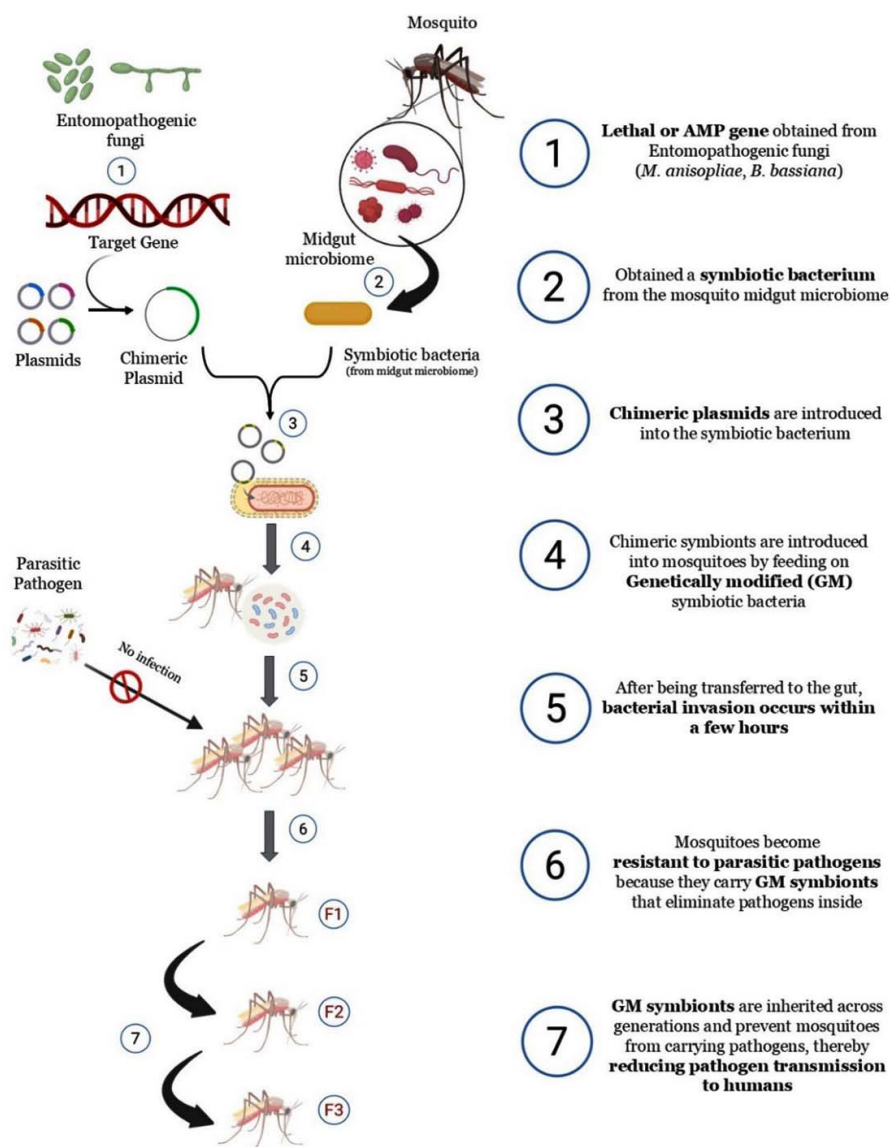 Mosquito
Entomopathogenic
fungi
1
Target Gene
Midgut
microbiome
2
Plasmids
Chimeric
Plasmid
Symbiotic bacteria
(from midgut microbiome)
3
4
Parasitic
Pathogen
No infection
5
6
F1
F2
7
F3
1
Lethal or AMP gene obtained from
Entomopathogenic fungi
(M. anisopliae, B. bassiana)
2
Obtained a symbiotic bacterium
from the mosquito midgut microbiome
3
Chimeric plasmids are introduced
into the symbiotic bacterium
4
Chimeric symbionts are introduced
into mosquitoes by feeding on
Genetically modified (GM)
symbiotic bacteria
5
After being transferred to the gut,
bacterial invasion occurs within
a few hours
6
Mosquitoes become
resistant to parasitic pathogens
because they carry GM symbionts
that eliminate pathogens inside
7
GM symbionts are inherited across
generations and prevent mosquitoes
from carrying pathogens, thereby
reducing pathogen transmission
to humans